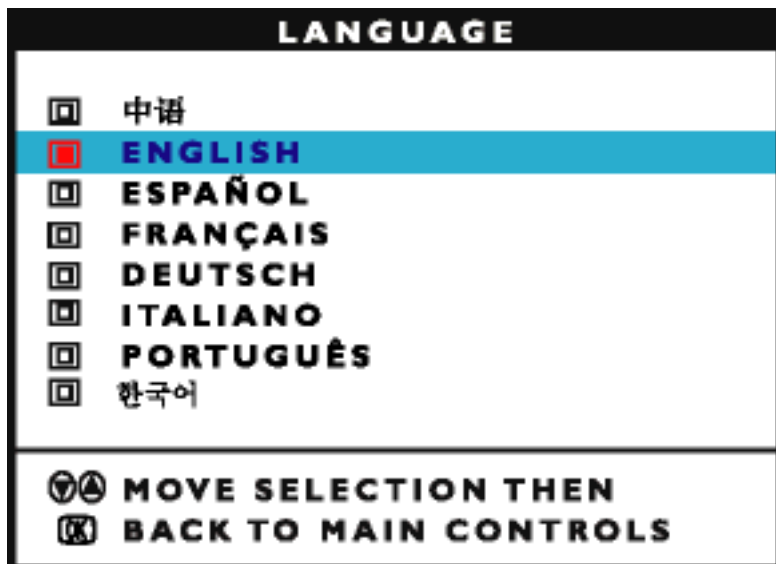 LANGUAGE
中语
ENGLISH
ESPAÑOL
FRANÇAIS
DEUTSCH
ITALIANO
PORTUGUÊS
한국어
MOVE SELECTION THEN
OK BACK TO MAIN CONTROLS